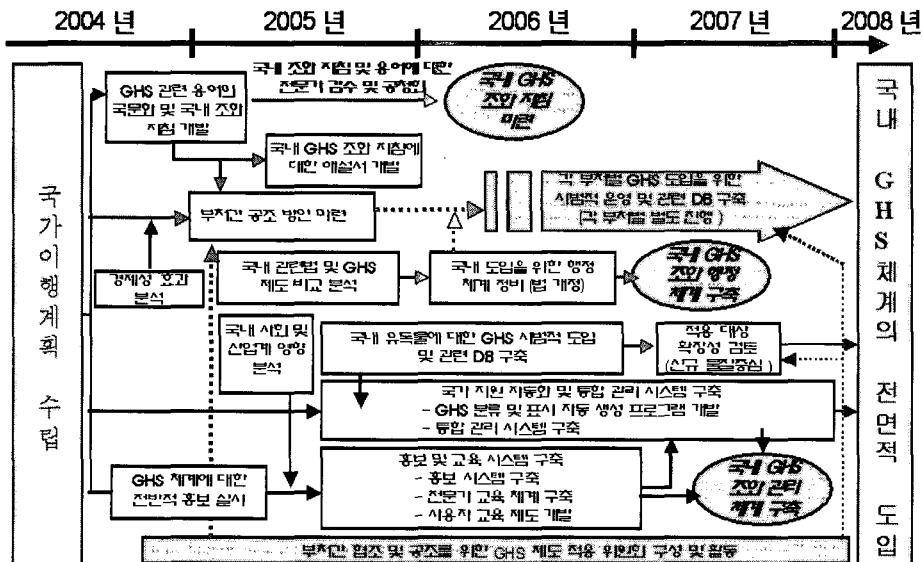 2004 년
2005 년
2006 년
2007 년
2008 년
국가이행계획 수립
GHS 관련 용어의
국문화 및 국내 조화
지침 개발
국내 조화 지침 및 용어에 대한
전문가 감수 및 공청회
국내 GHS
조화 지침
마련
국내 GHS 조화 지침에
대한 해설서 개발
부처간 공조 방안 마련
각 부처별 GHS 도입을 위한
시범적 운영 및 관련 DB 구축
(각 부처별 별도 진행)
경제성 효과
분석
국내 관련법 및 GHS
제도 비교 분석
국내 도입을 위한 행정
체계 정비 (법 개정)
국내 GHS
조화 행정
체계 구축
국내 사회 및
산업계 영향
분석
국내 유독물에 대한 GHS 시범적 도입
및 관련 DB 구축
적용 대상
확장성 검토
(신규 물질중심)
국가 지원 자동화 및 통합 관리 시스템 구축
- GHS 분류 및 표시 자동 생성 프로그램 개발
- 통합 관리 시스템 구축
GHS 체계에 대한
전반적 홍보 실시
홍보 및 교육 시스템 구축
- 홍보 시스템 구축
- 전문가 교육 체계 구축
- 사용자 교육 제도 개발
국내 GHS
조화 관리
체계 구축
부처간 협조 및 공조를 위한 GHS 제도 적용 위원회 구성 및 활동
국내 GHS 체계의 전면적 도입